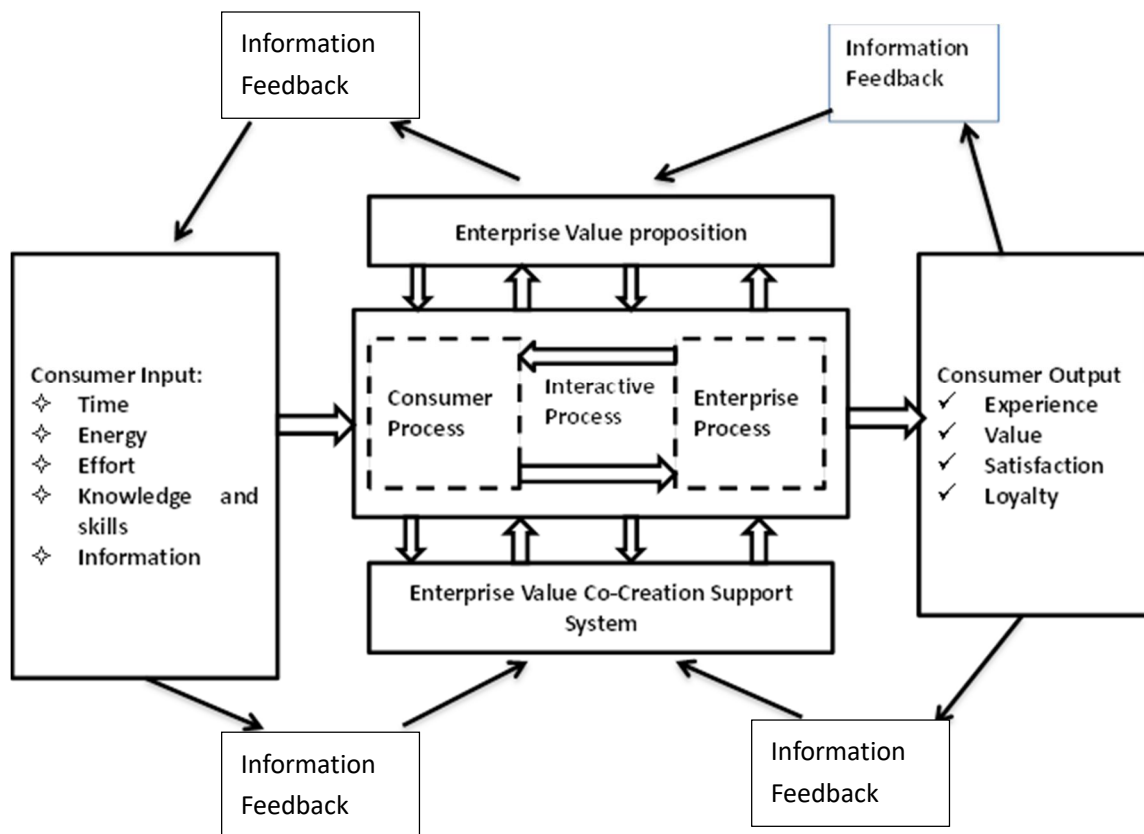 Information
Feedback
Information
Feedback
Enterprise Value proposition
Consumer Input:
✧ Time
✧ Energy
✧ Effort
✧ Knowledge and
skills
✧ Information
Consumer
Process
Interactive
Process
Enterprise
Process
Consumer Output
✓ Experience
✓ Value
✓ Satisfaction
✓ Loyalty
Enterprise Value Co-Creation Support
System
Information
Feedback
Information
Feedback